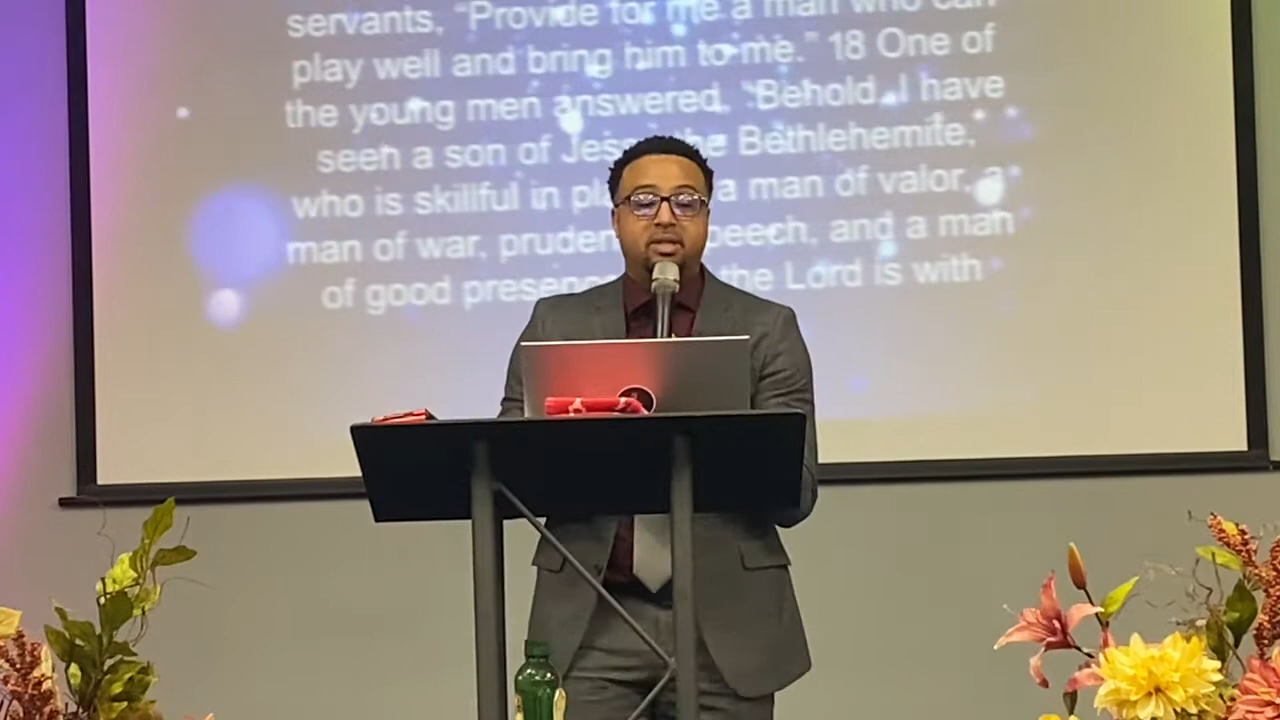 servants, "Provide for me a man who can
play well and bring him to me." 18 One of
the young men answered, "Behold, I have
seen a son of Jesse the Bethlehemite,
who is skillful in a man of valor, a
man of war, speech, and a man
of good the Lord is with